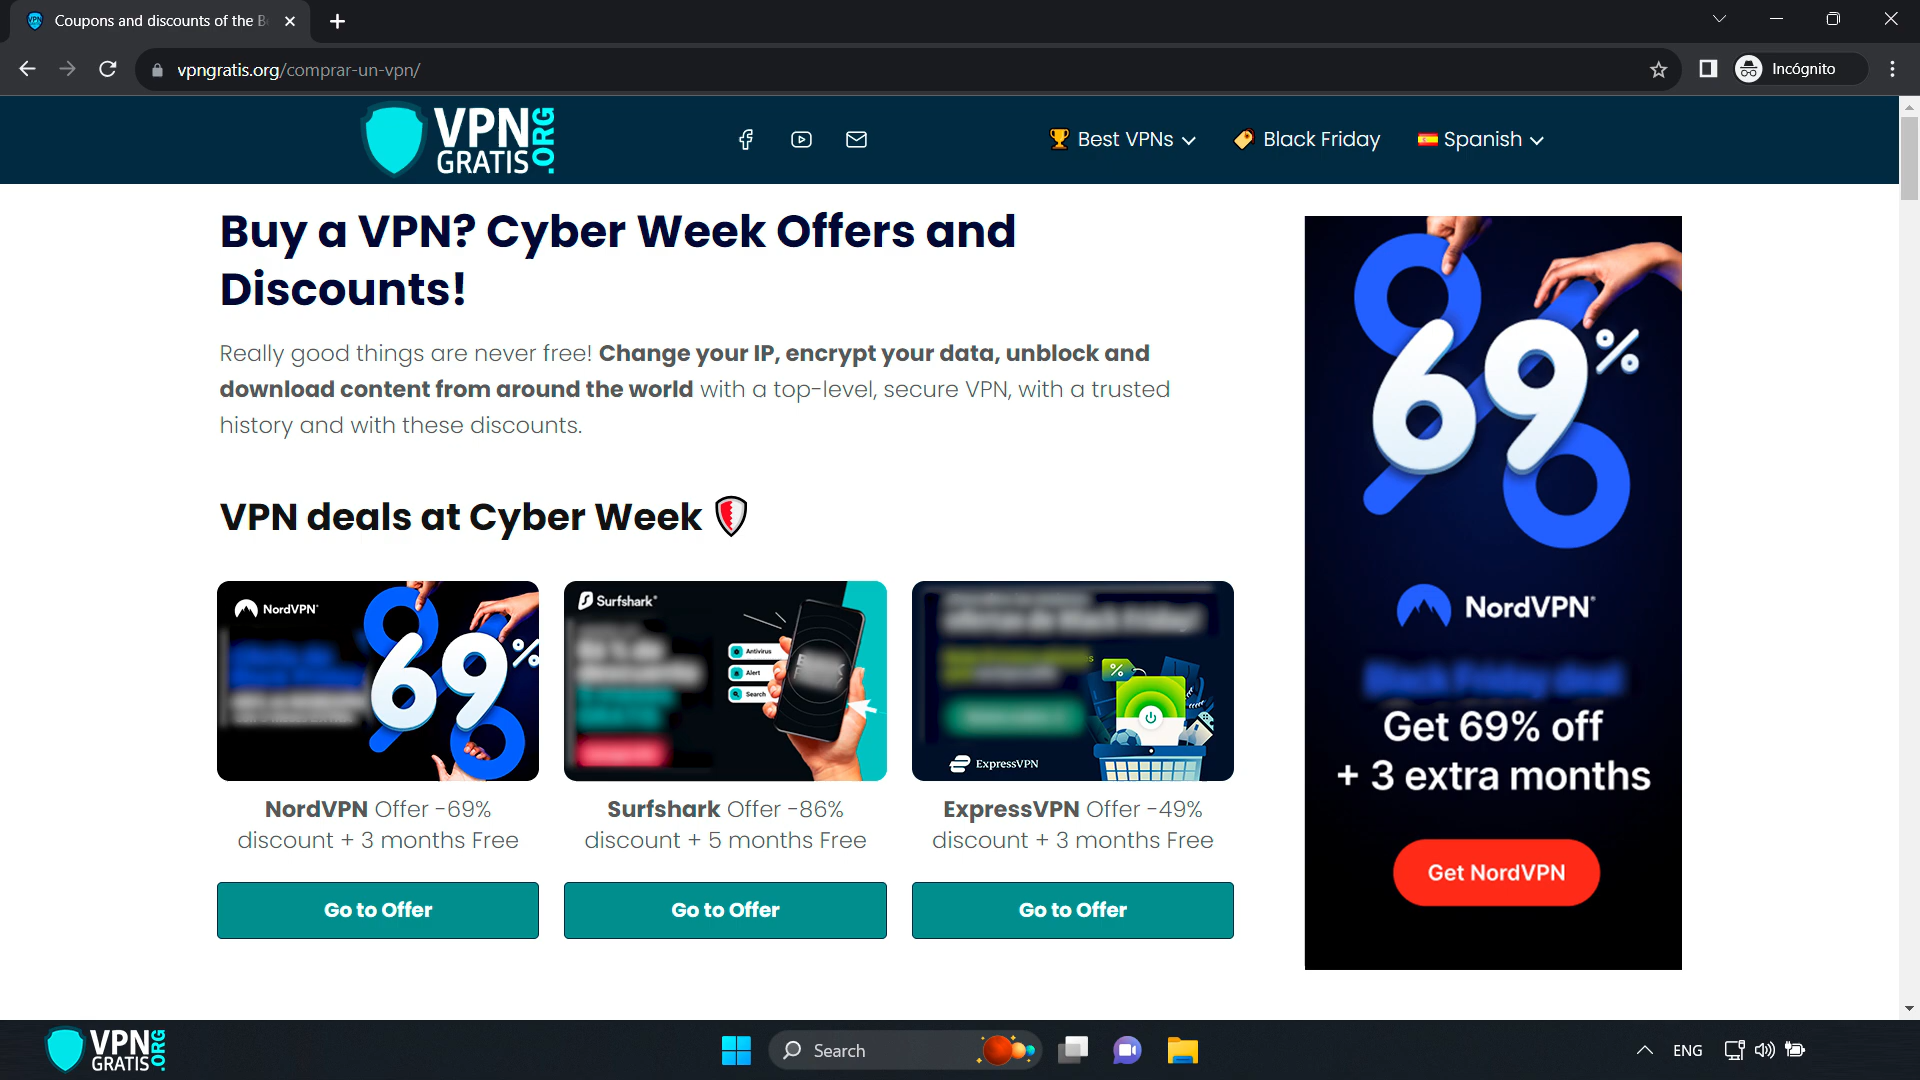 Coupons and discounts of the B
vpngratis.org/comprar-un-vpn/
Incógnito
VPN
GRATIS
.ORG
Best VPNs
Black Friday
Spanish
Buy a VPN? Cyber Week Offers and
Discounts!
Really good things are never free! Change your IP, encrypt your data, unblock and
download content from around the world with a top-level, secure VPN, with a trusted
history and with these discounts.
VPN deals at Cyber Week
NordVPN®
69%
Surfshark®
Antivirus
Alert
Search
%
ExpressVPN
NordVPN Offer -69%
discount + 3 months Free
Surfshark Offer -86%
discount + 5 months Free
ExpressVPN Offer -49%
discount + 3 months Free
Go to Offer
Go to Offer
Go to Offer
69%
NordVPN®
Black Friday deal
Get 69% off
+ 3 extra months
Get NordVPN
VPN
GRATIS
.ORG
Search
ENG